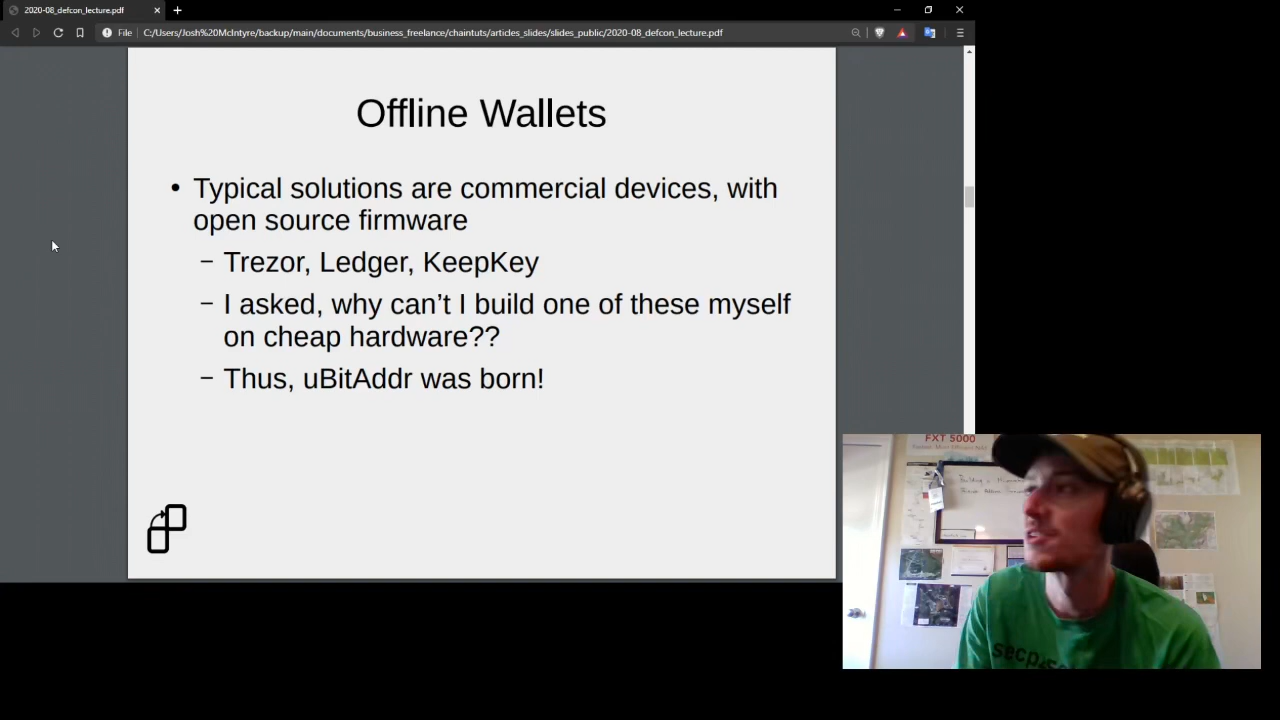 2020-08_defcon_lecture.pdf
File
C:/Users/Josh%20McIntyre/backup/main/documents/business_freelance/chaintuts/articles_slides/slides_public/2020-08_defcon_lecture.pdf
Offline Wallets
• Typical solutions are commercial devices, with
open source firmware
– Trezor, Ledger, KeepKey
– I asked, why can’t I build one of these myself
on cheap hardware??
– Thus, uBitAddr was born!
FXT 5000